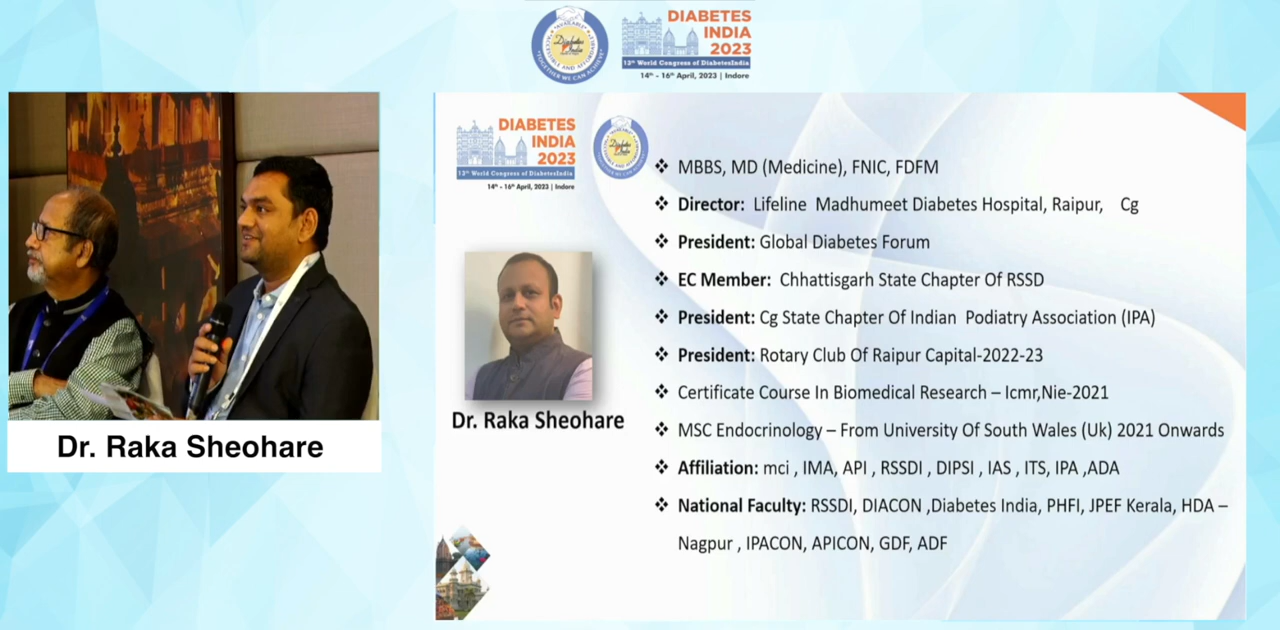 DIABETES
INDIA
2023
13th World Congress of DiabetesIndia
14th - 16th April, 2023 | Indore
DIABETES
INDIA
2023
13th World Congress of DiabetesIndia
14th - 16th April, 2023 | Indore
❖ MBBS, MD (Medicine), FNIC, FDFM
❖ Director: Lifeline Madhumeet Diabetes Hospital, Raipur, Cg
❖ President: Global Diabetes Forum
❖ EC Member: Chhattisgarh State Chapter Of RSSD
❖ President: Cg State Chapter Of Indian Podiatry Association (IPA)
❖ President: Rotary Club Of Raipur Capital-2022-23
❖ Certificate Course In Biomedical Research – Icmr,Nie-2021
❖ MSC Endocrinology – From University Of South Wales (Uk) 2021 Onwards
❖ Affiliation: mci , IMA, API , RSSDI , DIPSI , IAS , ITS, IPA ,ADA
❖ National Faculty: RSSDI, DIACON ,Diabetes India, PHFI, JPEF Kerala, HDA –
Nagpur , IPACON, APICON, GDF, ADF
Dr. Raka Sheohare
Dr. Raka Sheohare